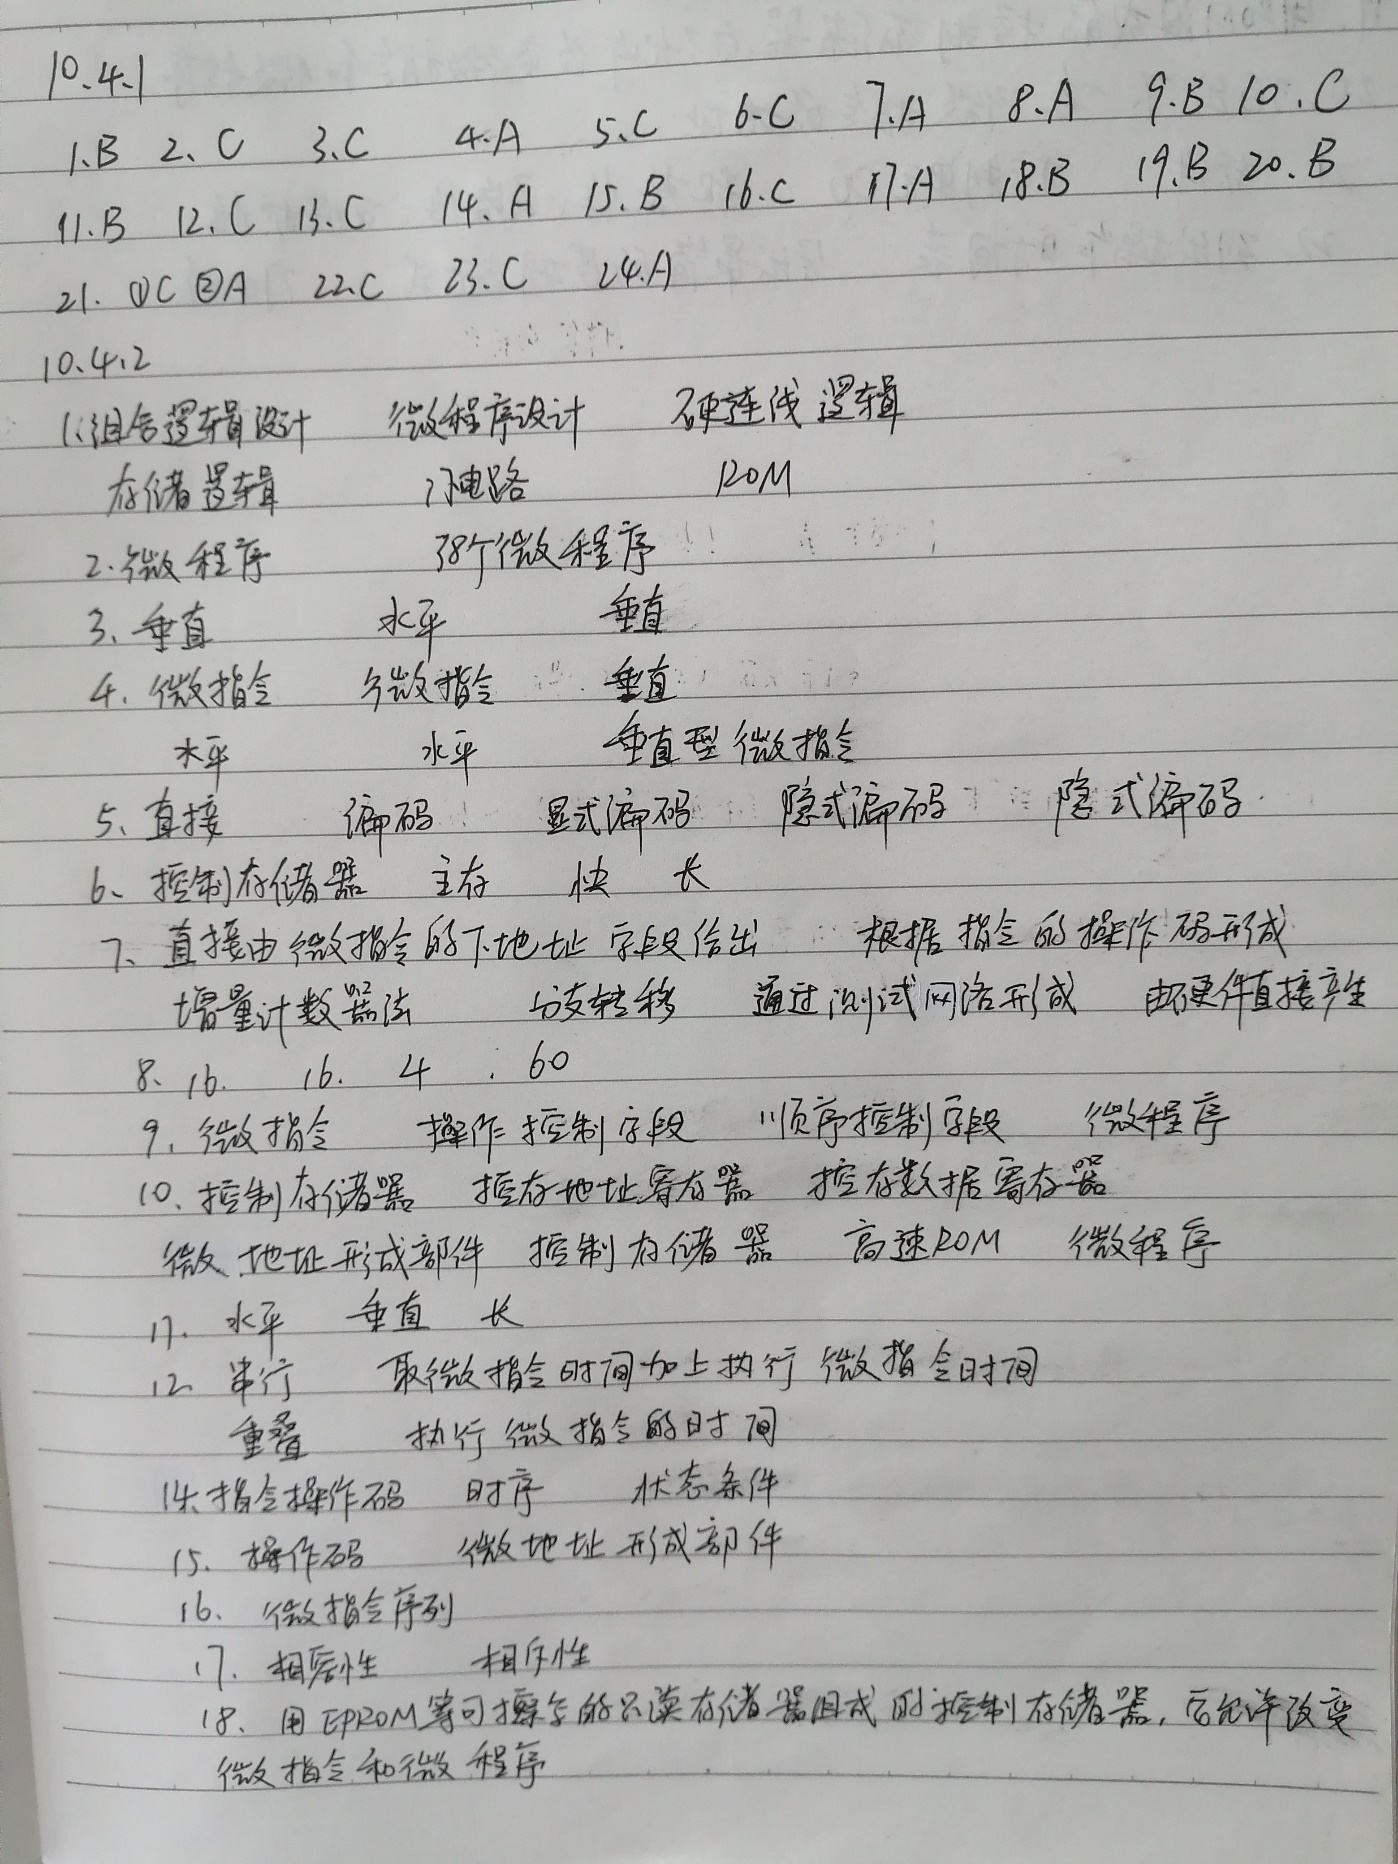 10.4.1
1.B 2.C 3.C 4.A 5.C 6.C 7.A 8.A 9.B 10.C
11.B 12.C 13.C 14.A 15.B 16.C 17.A 18.B 19.B 20.B
21. ①C ②A 22.C 23.C 24.A
10.4.2
1.组合逻辑设计 微程序设计 硬连线逻辑
存储逻辑 门电路 ROM
2.微程序 38个微程序
3、垂直 水平 垂直
4.微指令 微指令 垂直
水平 水平 垂直型微指令
5、直接 编码 显式编码 隐式编码 隐式编码
6、控制存储器 主存 快 长
7、直接由微指令的下地址字段给出 根据指令的操作码形成
增量计数器法 分支转移 通过测试网络形成 由硬件直接产生
8、16. 16. 4 . 60
9、微指令 操作控制字段 顺序控制字段 微程序
10、控制存储器 控存地址寄存器 控存数据寄存器
微地址形成部件 控制存储器 高速ROM 微程序
11. 水平 垂直 长
12 串行 取微指令时间加上执行微指令时间
重叠 执行微指令的时间
14、指令操作码 时序 状态条件
15、操作码 微地址形成部件
16、微指令序列
17. 相容性 相斥性
18、用EPROM等可擦写的只读存储器组成的控制存储器,允许改变
微指令和微程序